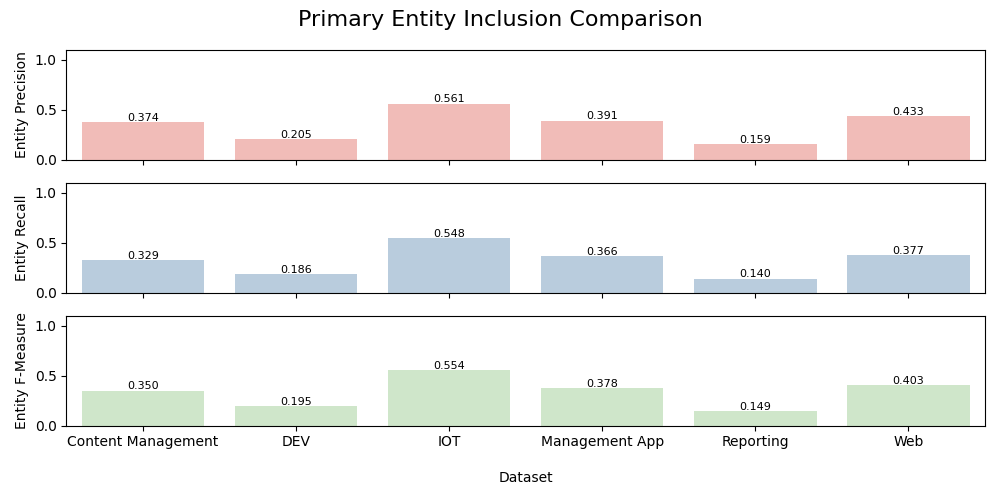 Primary Entity Inclusion Comparison
Entity Precision
1.0
0.5
0.0
0.374
0.205
0.561
0.391
0.159
0.433
Entity Recall
1.0
0.5
0.0
0.329
0.186
0.548
0.366
0.140
0.377
Entity F-Measure
1.0
0.5
0.0
0.350
0.195
0.554
0.378
0.149
0.403
Content Management
DEV
IOT
Management App
Reporting
Web
Dataset